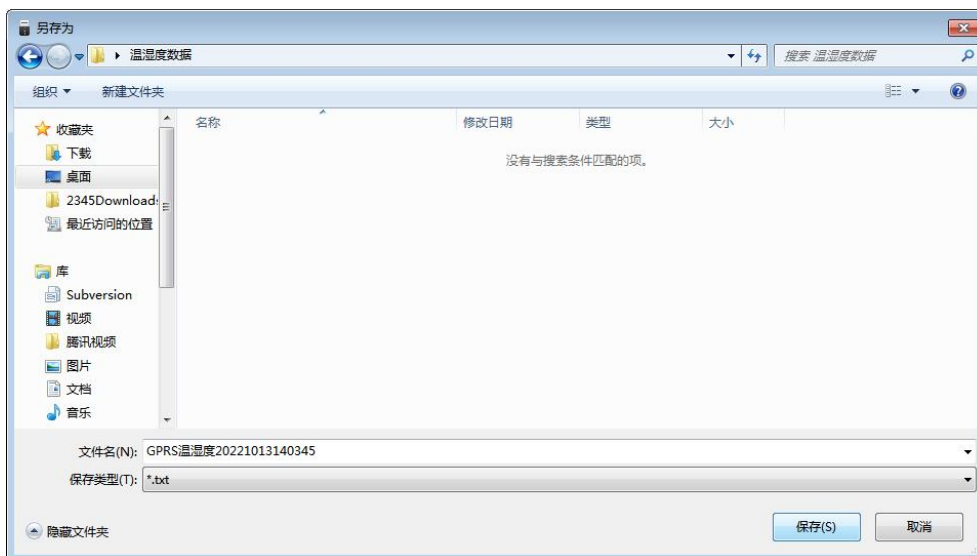 另存为
温湿度数据
搜索 温湿度数据
组织 新建文件夹
收藏夹
下载
桌面
2345Downloads
最近访问的位置
库
Subversion
视频
腾讯视频
图片
文档
音乐
名称 修改日期 类型 大小
没有与搜索条件匹配的项。
文件名(N): GPRS温湿度20221013140345
保存类型(T): *.txt
隐藏文件夹 保存(S) 取消